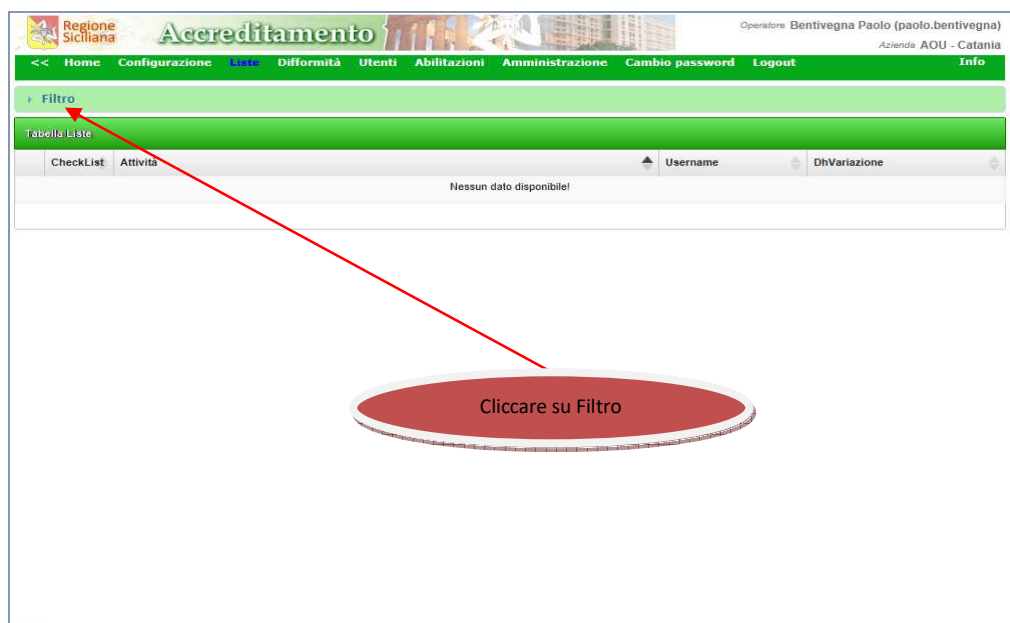 Regione
Siciliana
Accreditamento
Operatore Bentivegna Paolo (paolo.bentivegna)
Azienda AOU - Catania
<< Home Configurazione Liste Difformità Utenti Abilitazioni Amministrazione Cambio password Logout Info
Filtro
Tabella Liste
CheckList Attività Username DhVariazione
Nessun dato disponibile!
Cliccare su Filtro